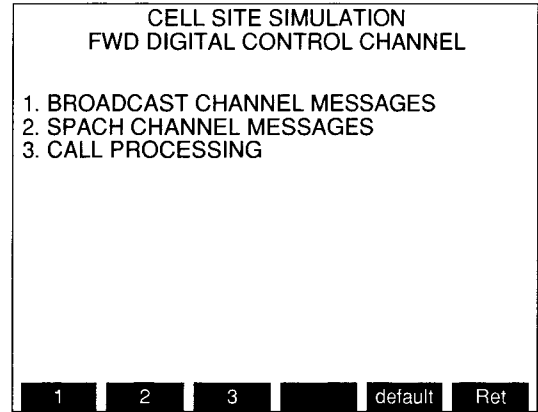 CELL SITE SIMULATION
FWD DIGITAL CONTROL CHANNEL
1. BROADCAST CHANNEL MESSAGES
2. SPACH CHANNEL MESSAGES
3. CALL PROCESSING
1 2 3 default Ret